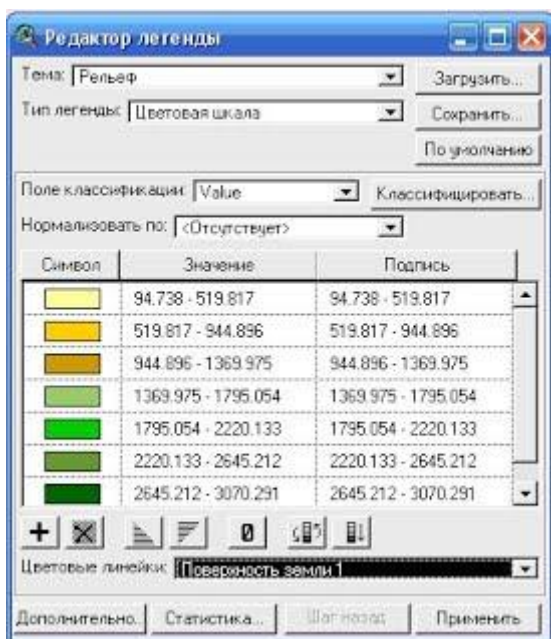 Редактор легенды
Тема: Рельеф
Загрузить...
Тип легенды: Цветовая шкала
Сохранить...
По умолчанию
Поле классификации: Value
Классифицировать...
Нормализовать по: <Отсутствует>
Символ Значение Подпись
94.738 - 519.817 94.738 - 519.817
519.817 - 944.896 519.817 - 944.896
944.896 - 1369.975 944.896 - 1369.975
1369.975 - 1795.054 1369.975 - 1795.054
1795.054 - 2220.133 1795.054 - 2220.133
2220.133 - 2645.212 2220.133 - 2645.212
2645.212 - 3070.291 2645.212 - 3070.291
Цветовые линейки: Поверхность земли 1
Дополнительно... Статистика... Шаг назад Применить